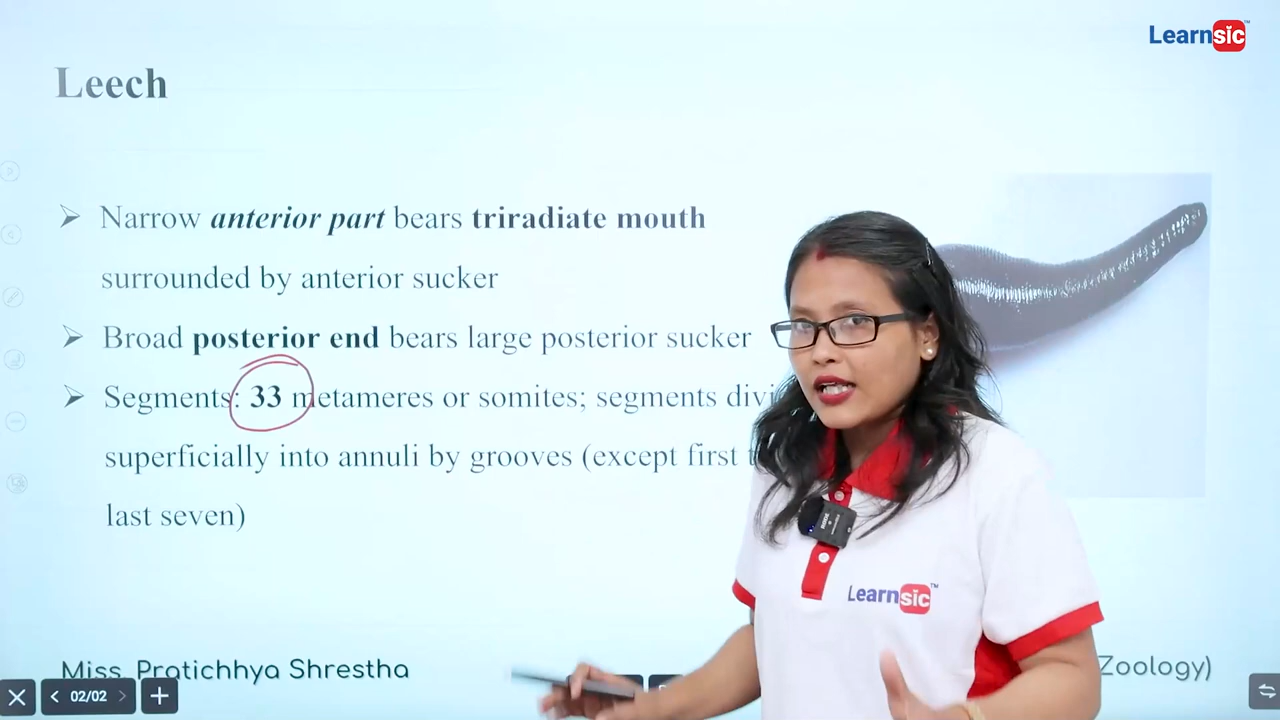 Learnsic
Leech
Narrow anterior part bears triradiate mouth
surrounded by anterior sucker
Broad posterior end bears large posterior sucker
Segments: 33 metameres or somites; segments
superficially into annuli by grooves (except first
last seven)
Learnsic
Miss. Pratichhya Shrestha
Zoology)
02/02